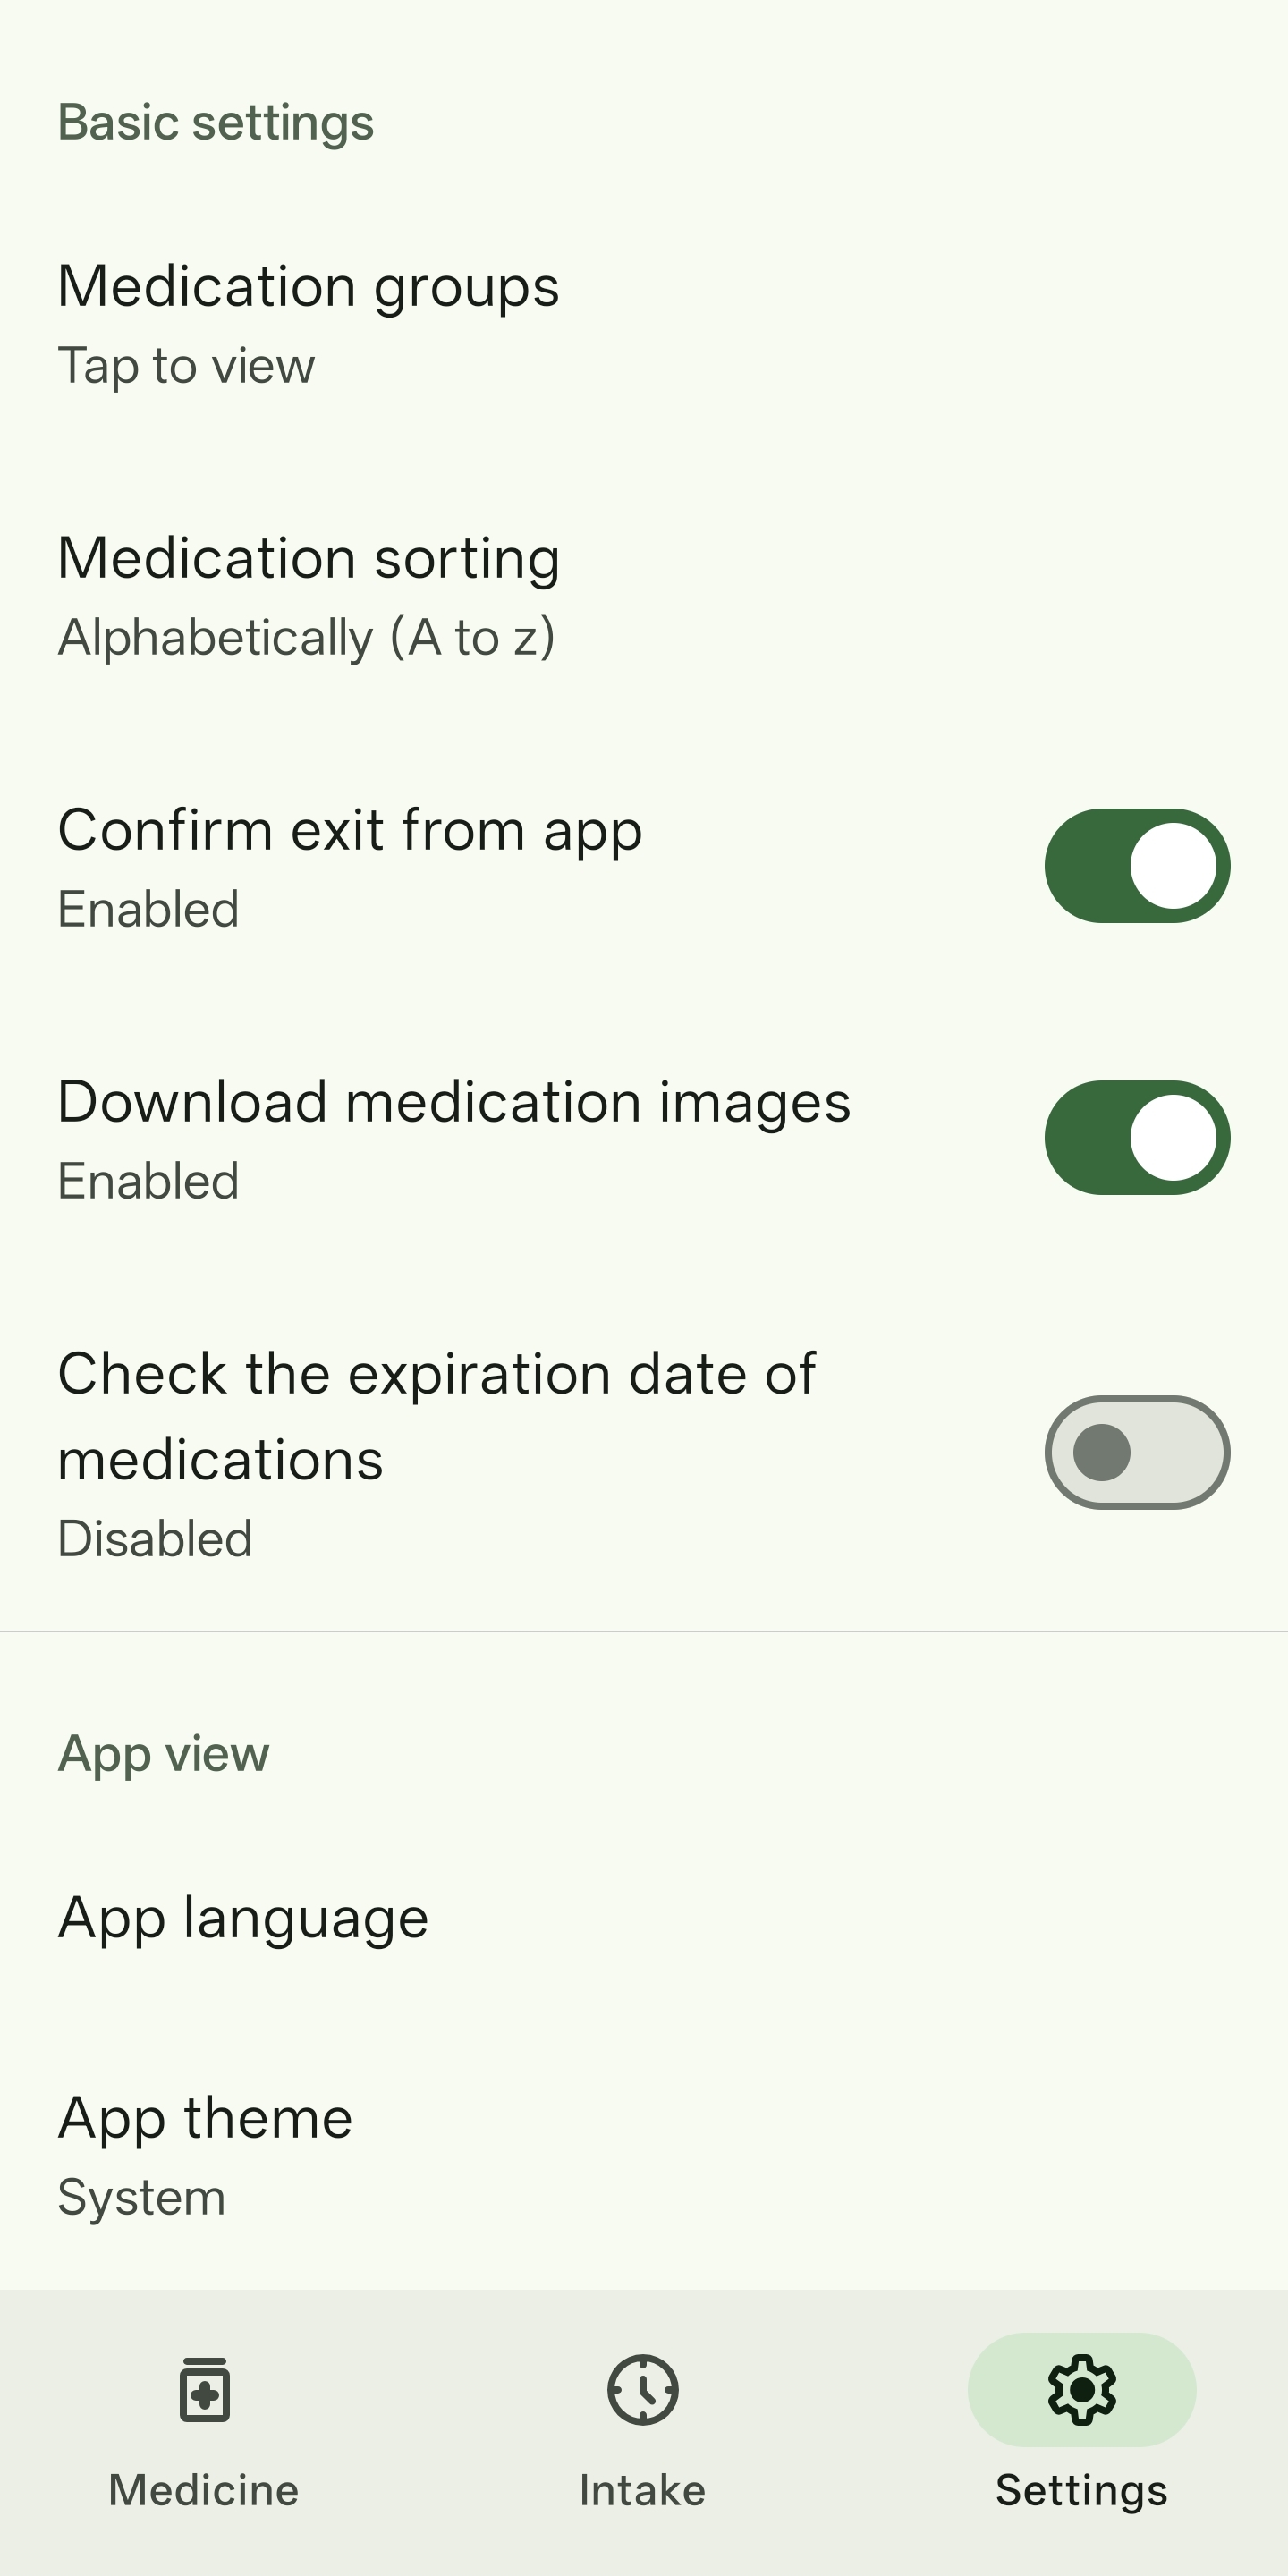 Basic settings
Medication groups
Tap to view
Medication sorting
Alphabetically (A to z)
Confirm exit from app
Enabled
Download medication images
Enabled
Check the expiration date of
medications
Disabled
App view
App language
App theme
System
Medicine
Intake
Settings